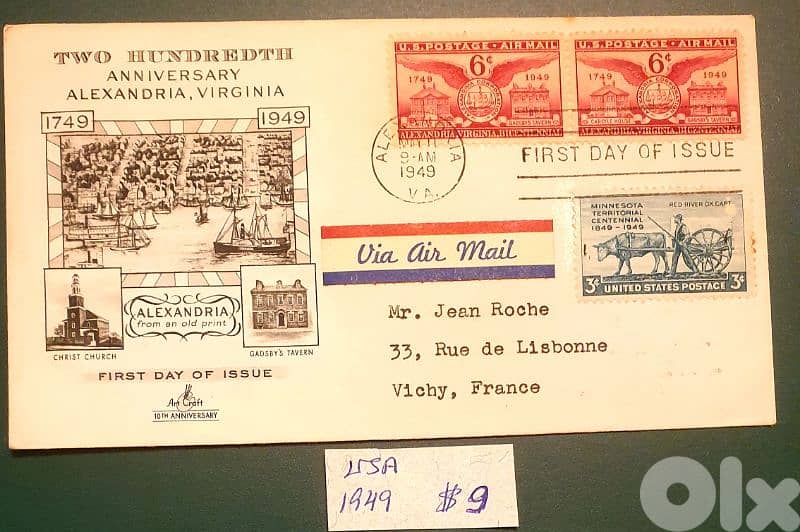 TWO HUNDREDTH
ANNIVERSARY
ALEXANDRIA, VIRGINIA
1749 1949
CHRIST CHURCH
ALEXANDRIA
from an old print
GADSBY'S TAVERN
FIRST DAY OF ISSUE
Art Craft
10TH ANNIVERSARY
U.S. POSTAGE - AIR MAIL
6¢
1749 1949
GADSBY'S TAVERN
ALEXANDRIA, VIRGINIA, BICENTENNIAL
U.S. POSTAGE - AIR MAIL
6¢
1749 1949
CARLYLE HOUSE GADSBY'S TAVERN
ALEXANDRIA, VIRGINIA, BICENTENNIAL
9-AM
1949
VA.
FIRST DAY OF ISSUE
MINNESOTA
TERRITORIAL
CENTENNIAL
1849-1949
RED RIVER OX CART
3¢ UNITED STATES POSTAGE 3¢
Via Air Mail
Mr. Jean Roche
33, Rue de Lisbonne
Vichy, France
USA
1949 $9
OLX